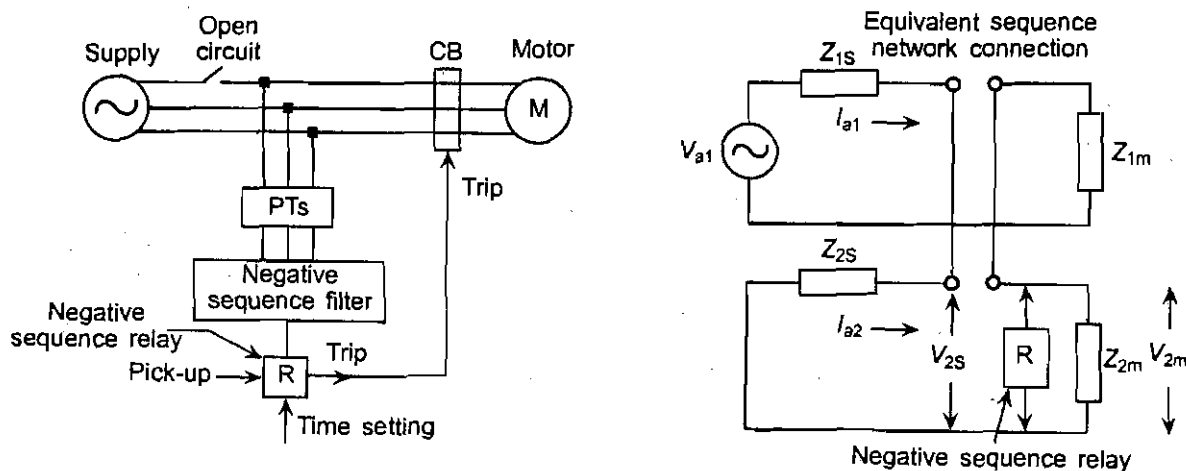 Supply
Open
circuit
CB
Motor
M
Trip
PTs
Negative
sequence filter
Negative
sequence relay
Trip
Pick-up
R
Time setting
Equivalent sequence
network connection
Z1S
Ia1
Va1
Z1m
Z2S
Ia2
V2S
R
Z2m
V2m
Negative sequence relay